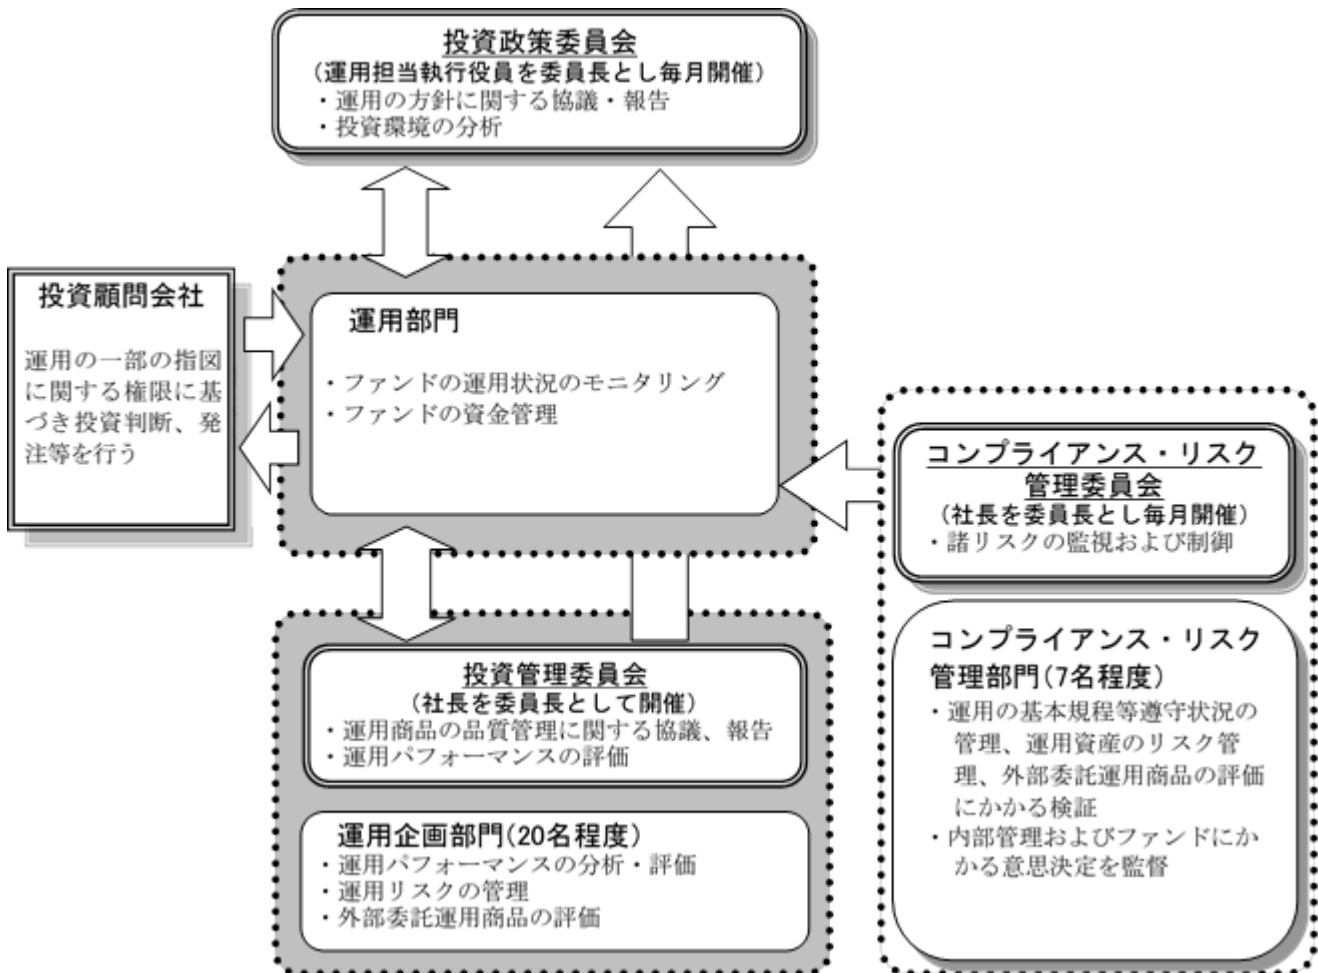 投資政策委員会
(運用担当執行役員を委員長とし毎月開催)
・運用の方針に関する協議・報告
・投資環境の分析
投資顧問会社
運用の一部の指図
に関する権限に基
づき投資判断、発
注等を行う
運用部門
・ファンドの運用状況のモニタリング
・ファンドの資金管理
コンプライアンス・リスク
管理委員会
(社長を委員長とし毎月開催)
・諸リスクの監視および制御
コンプライアンス・リスク
管理部門(7名程度)
・運用の基本規程等遵守状況の
管理、運用資産のリスク管
理、外部委託運用商品の評価
にかかる検証
・内部管理およびファンドにか
かる意思決定を監督
投資管理委員会
(社長を委員長として開催)
・運用商品の品質管理に関する協議、報告
・運用パフォーマンスの評価
運用企画部門(20名程度)
・運用パフォーマンスの分析・評価
・運用リスクの管理
・外部委託運用商品の評価